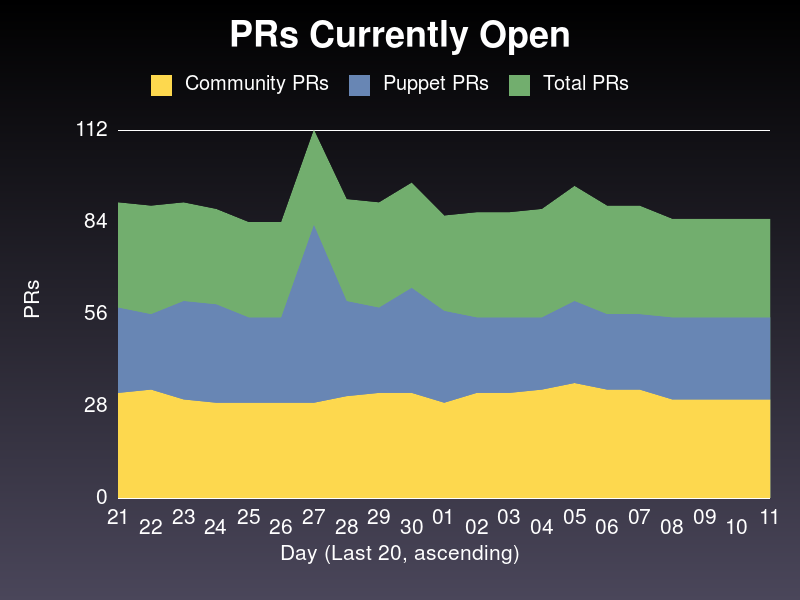 PRs Currently Open
Community PRs Puppet PRs Total PRs
112
84
56
28
0
PRs
21 22 23 24 25 26 27 28 29 30 01 02 03 04 05 06 07 08 09 10 11
Day (Last 20, ascending)